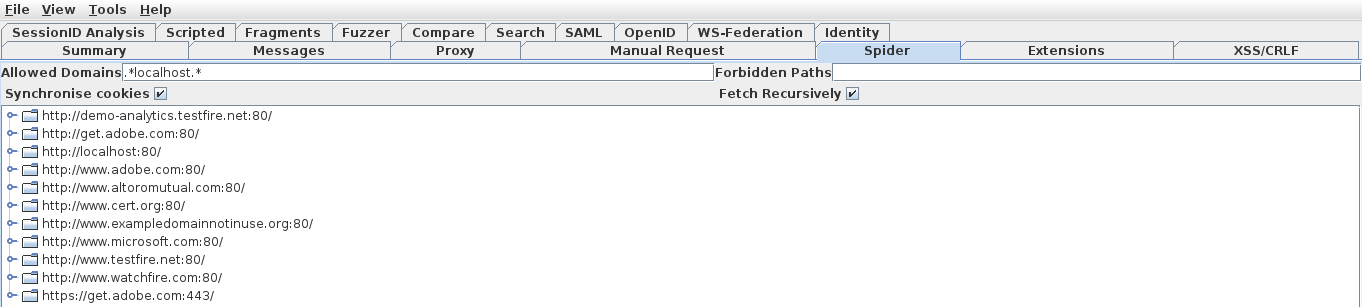 File View Tools Help
SessionID Analysis Scripted Fragments Fuzzer Compare Search SAML OpenID WS-Federation Identity
Summary Messages Proxy Manual Request Spider Extensions XSS/CRLF
Allowed Domains .*localhost.* Forbidden Paths
Synchronise cookies Fetch Recursively
http://demo-analytics.testfire.net:80/
http://get.adobe.com:80/
http://localhost:80/
http://www.adobe.com:80/
http://www.altoromutual.com:80/
http://www.cert.org:80/
http://www.exampledomainnotinuse.org:80/
http://www.microsoft.com:80/
http://www.testfire.net:80/
http://www.watchfire.com:80/
https://get.adobe.com:443/